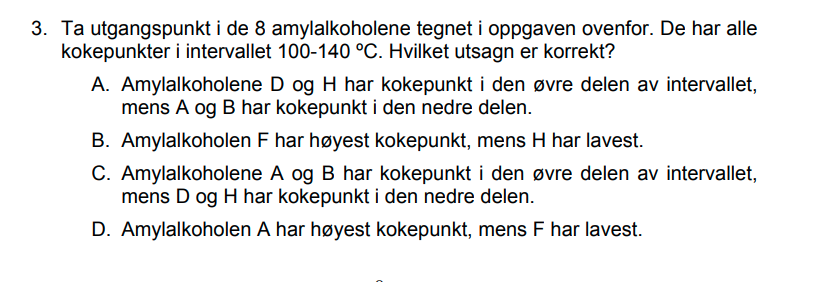 3. Ta utgangspunkt i de 8 amylalkoholene tegnet i oppgaven ovenfor. De har alle
kokepunkter i intervallet 100-140 ºC. Hvilket utsagn er korrekt?
A. Amylalkoholene D og H har kokepunkt i den øvre delen av intervallet,
mens A og B har kokepunkt i den nedre delen.
B. Amylalkoholen F har høyest kokepunkt, mens H har lavest.
C. Amylalkoholene A og B har kokepunkt i den øvre delen av intervallet,
mens D og H har kokepunkt i den nedre delen.
D. Amylalkoholen A har høyest kokepunkt, mens F har lavest.